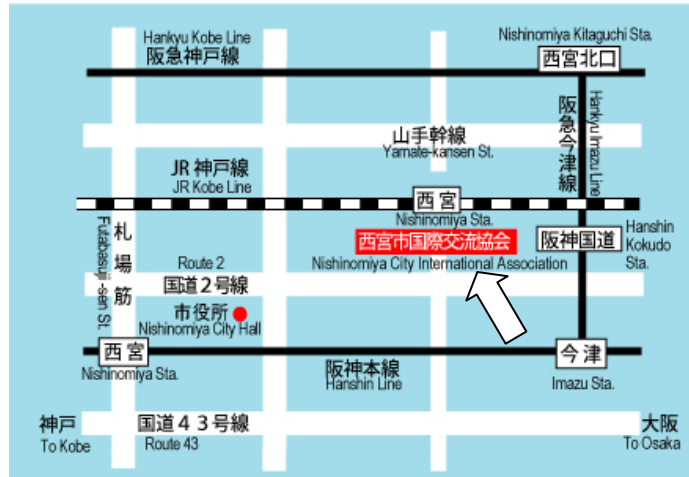 Hankyu Kobe Line
阪急神戸線
Nishinomiya Kitaguchi Sta.
西宮北口
阪急今津線
Hankyu Imazu Line
山手幹線
Yamate-kansen St.
JR 神戸線
JR Kobe Line
西宮
Nishinomiya Sta.
札場筋
Fudabasuji-sen St.
西宮市国際交流協会
Nishinomiya City International Association
阪神国道
Hanshin
Kokudo
Sta.
Route 2
国道2号線
市役所
Nishinomiya City Hall
西宮
Nishinomiya Sta.
阪神本線
Hanshin Line
今津
Imazu Sta.
神戸
To Kobe
国道４３号線
Route 43
大阪
To Osaka